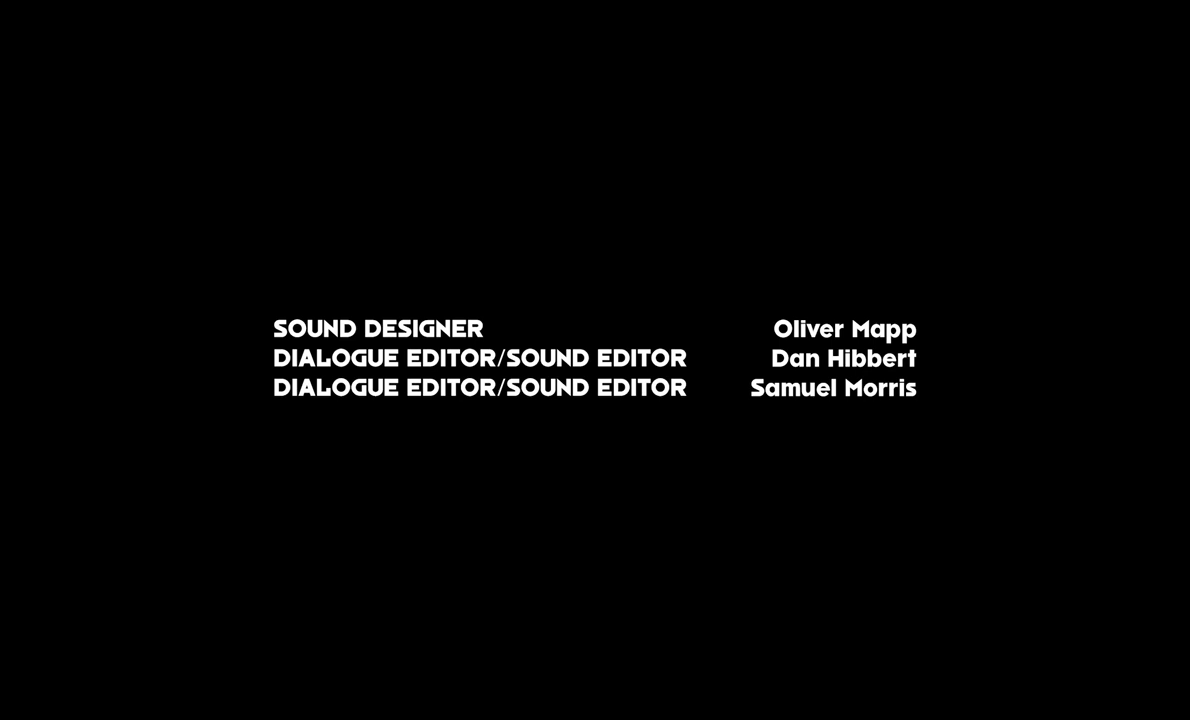 SOUND DESIGNER Oliver Mapp
DIALOGUE EDITOR/SOUND EDITOR Dan Hibbert
DIALOGUE EDITOR/SOUND EDITOR Samuel Morris